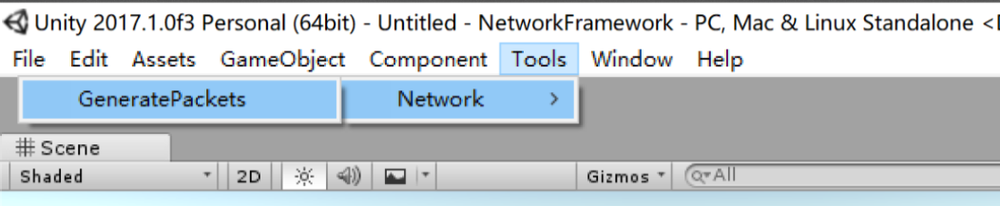 Unity 2017.1.0f3 Personal (64bit) - Untitled - NetworkFramework - PC, Mac & Linux Standalone <
File Edit Assets GameObject Component Tools Window Help
GeneratePackets Network >
Scene
Shaded 2D Gizmos All